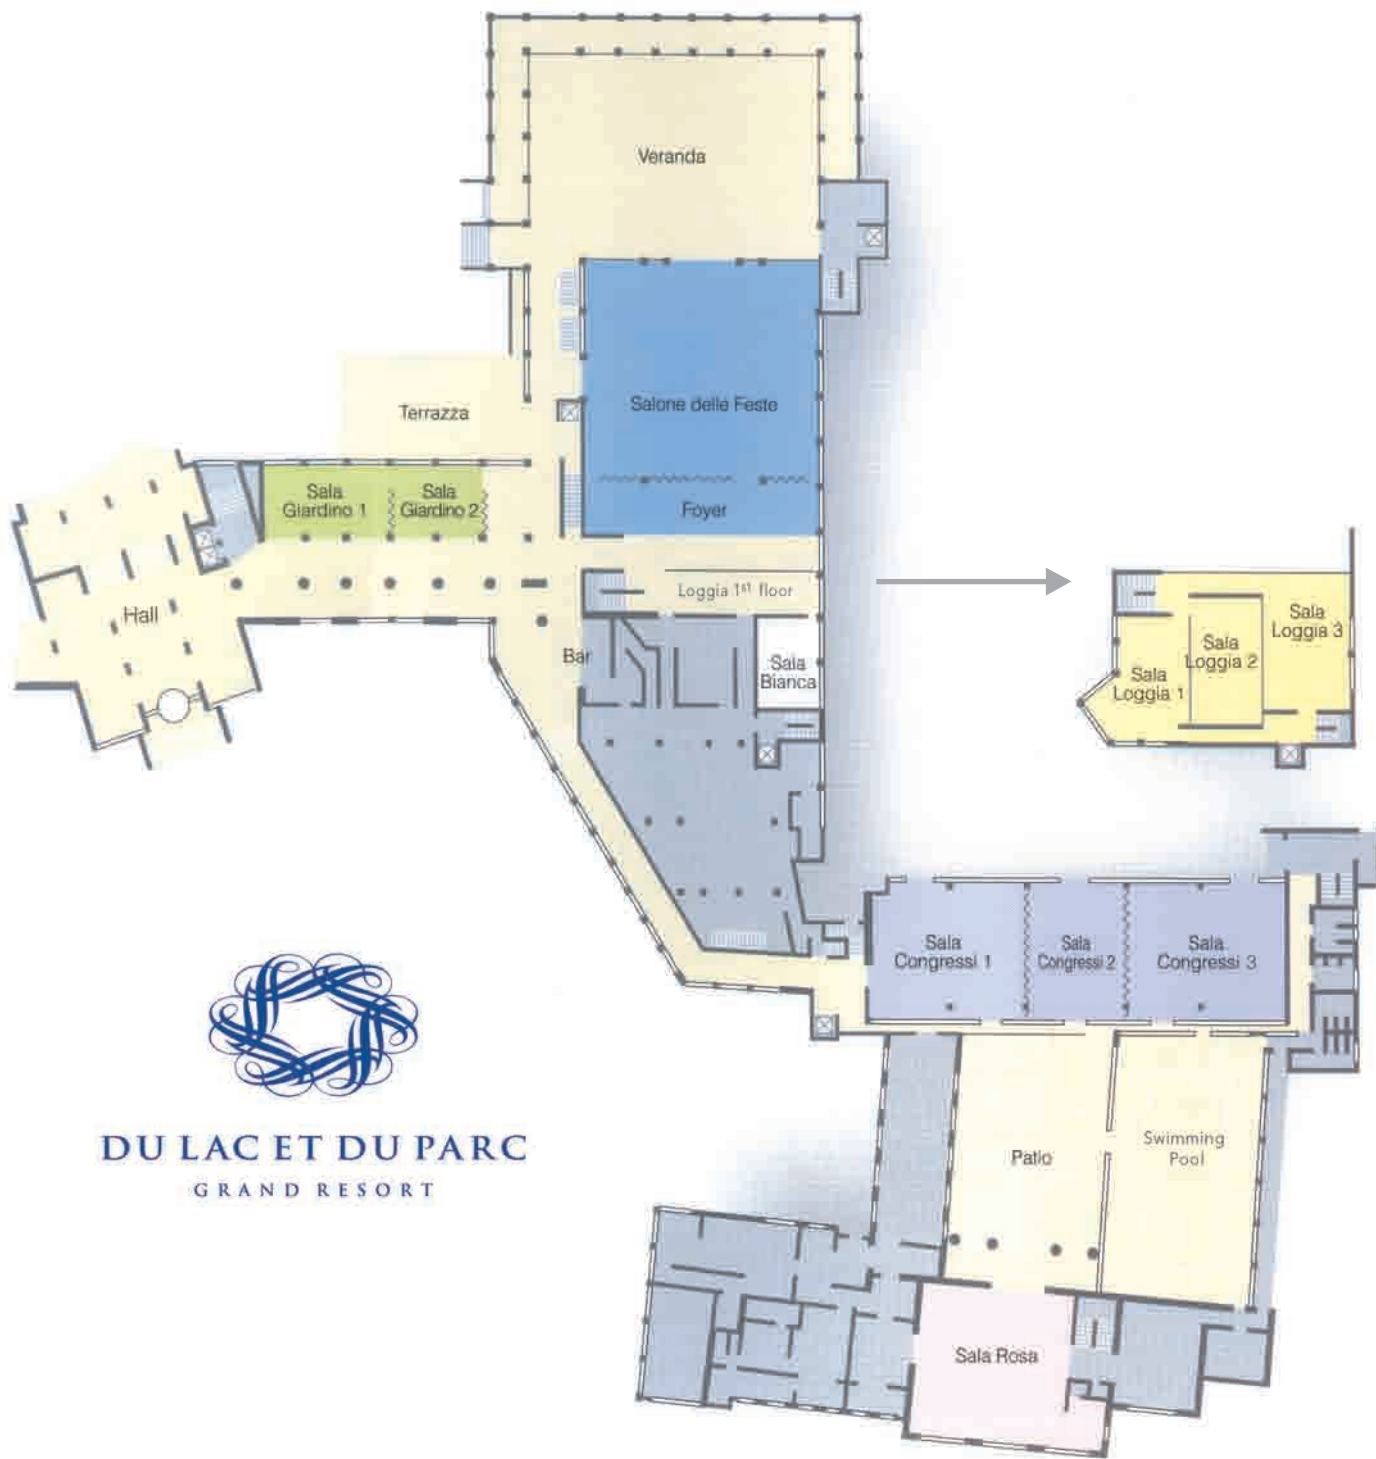 Veranda
Salone delle Feste
Terrazza
Sala
Giardino 1
Sala
Giardino 2
Foyer
Loggia 1st floor
Hall
Bar
Sala
Bianca
Sala
Loggia 1
Sala
Loggia 2
Sala
Loggia 3
Sala
Congressi 1
Sala
Congressi 2
Sala
Congressi 3
DU LAC ET DU PARC
GRAND RESORT
Patio
Swimming
Pool
Sala Rosa